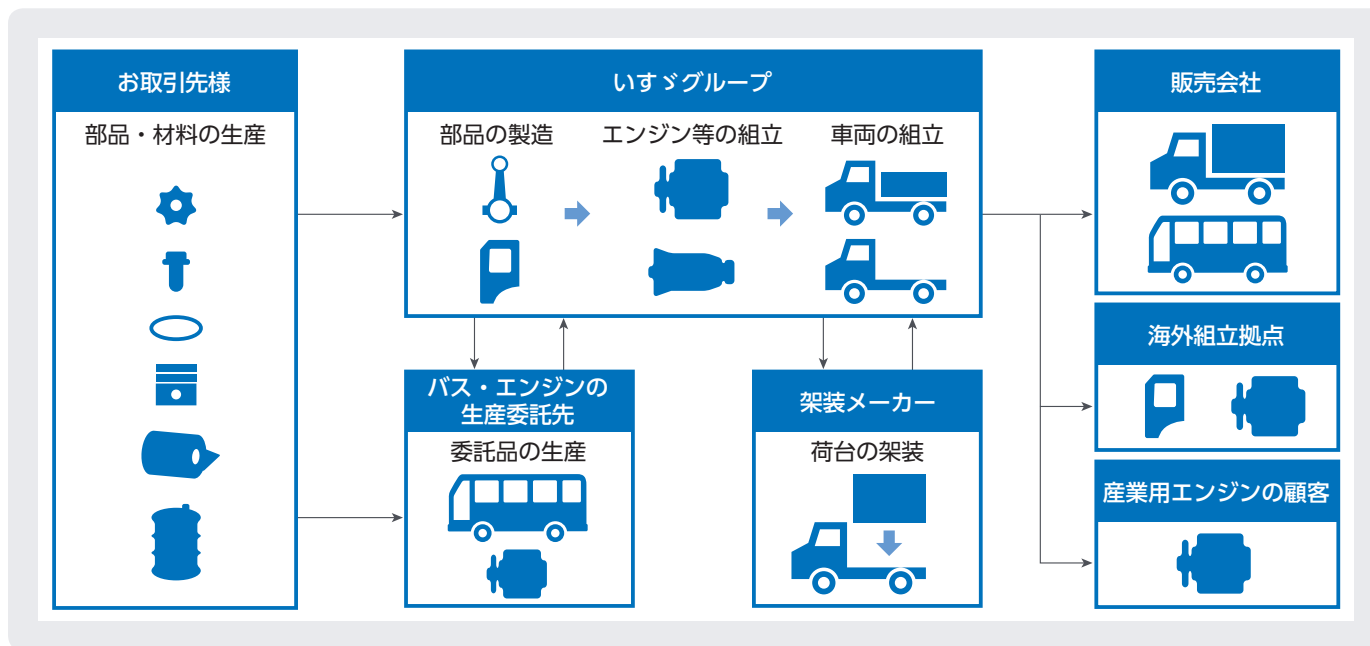 お取引先様
部品・材料の生産
いすゞグループ
部品の製造
エンジン等の組立
車両の組立
バス・エンジンの
生産委託先
委託品の生産
架装メーカー
荷台の架装
販売会社
海外組立拠点
産業用エンジンの顧客